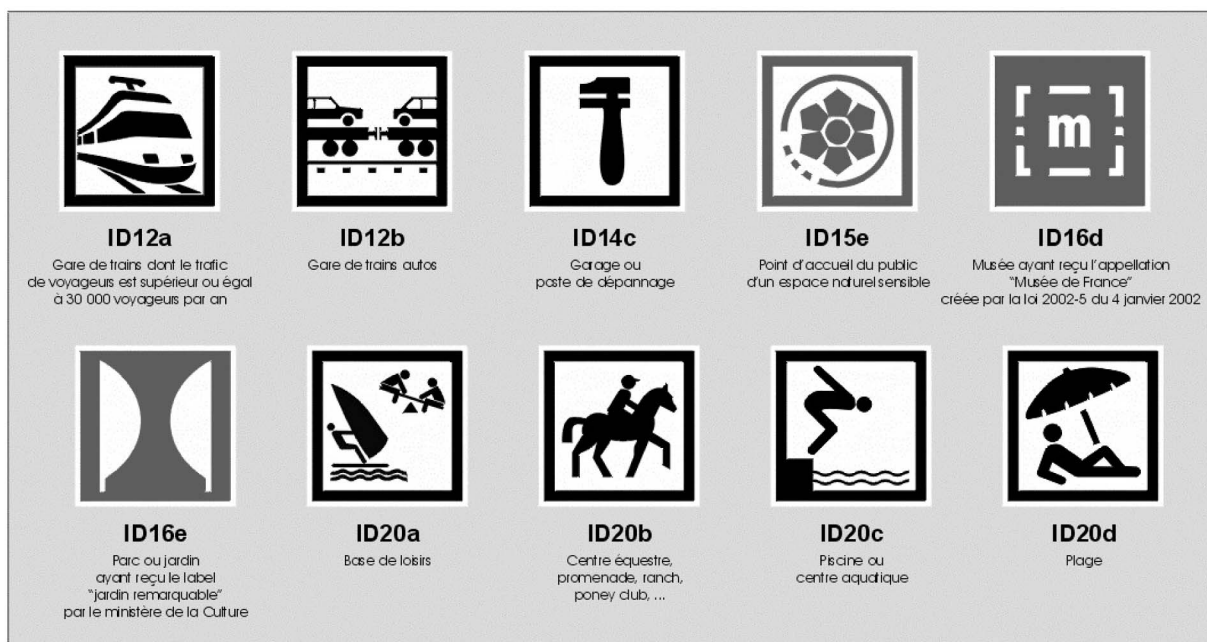 m
ID12a
Gare de trains dont le trafic
de voyageurs est supérieur ou égal
à 30 000 voyageurs par an
ID12b
Gare de trains autos
ID14c
Garage ou
poste de dépannage
ID15e
Point d'accueil du public
d'un espace naturel sensible
ID16d
Musée ayant reçu l'appellation
"Musée de France"
créée par la loi 2002-5 du 4 janvier 2002
ID16e
Parc ou jardin
ayant reçu le label
"jardin remarquable"
par le ministère de la Culture
ID20a
Base de loisirs
ID20b
Centre équestre,
promenade, ranch,
poney club, ...
ID20c
Piscine ou
centre aquatique
ID20d
Plage